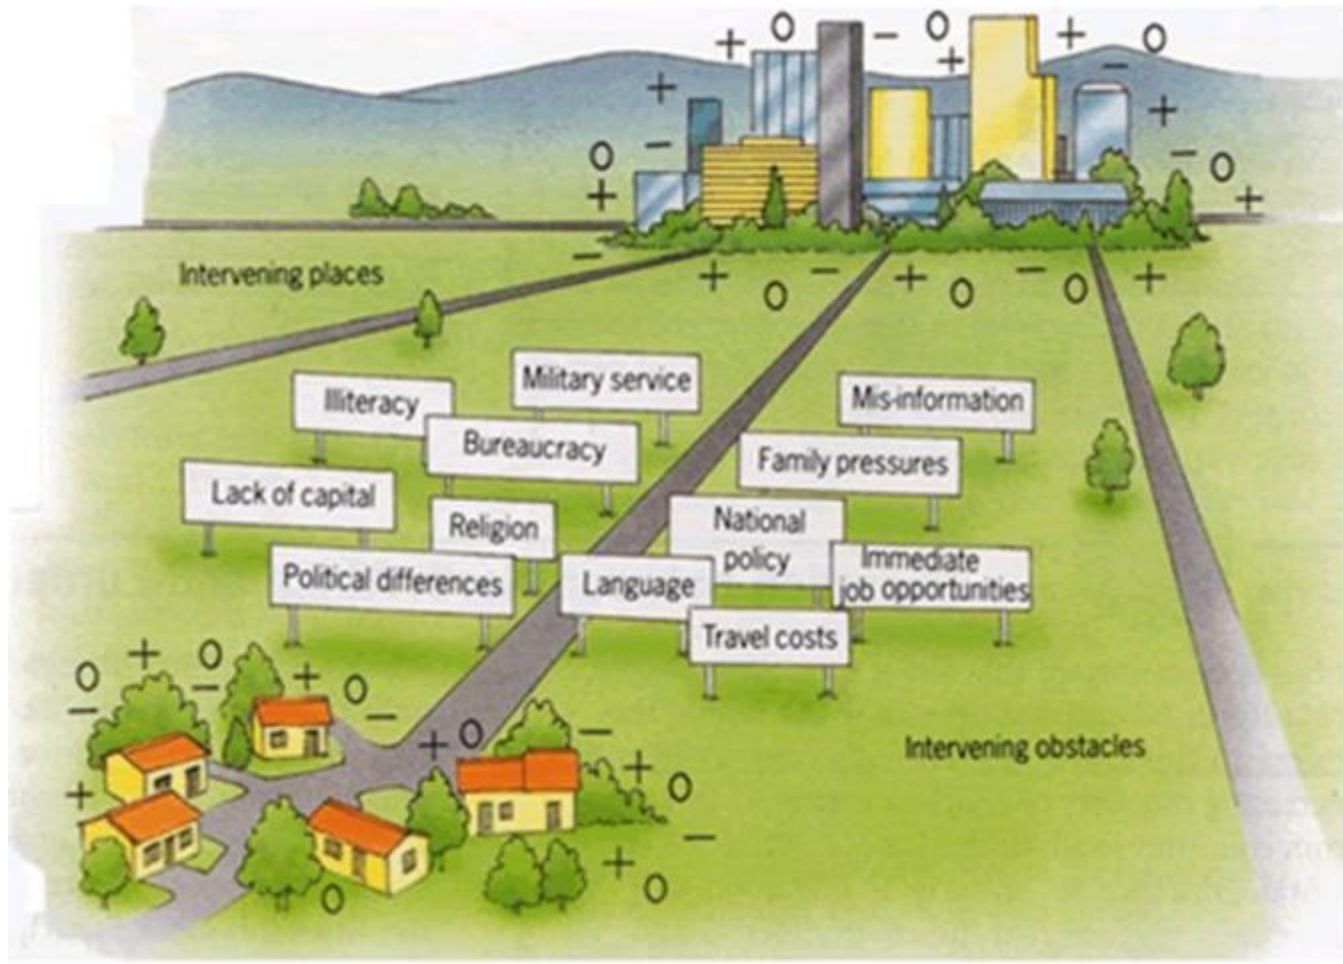 Intervening places
Military service
Illiteracy
Mis-information
Bureaucracy
Family pressures
Lack of capital
Religion
National
policy
Immediate
job opportunities
Political differences
Language
Travel costs
Intervening obstacles